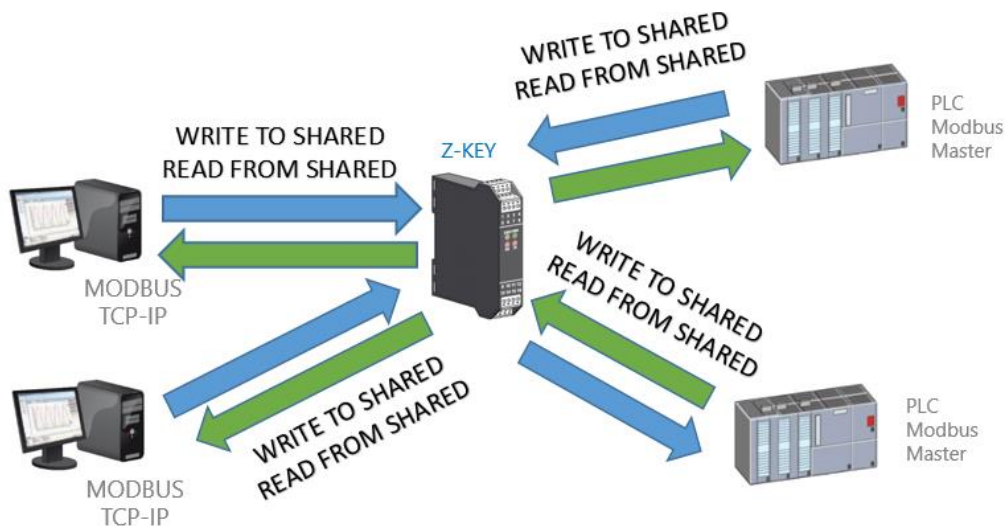 WRITE TO SHARED
READ FROM SHARED
PLC
Modbus
Master
WRITE TO SHARED
READ FROM SHARED
Z-KEY
MODBUS
TCP-IP
WRITE TO SHARED
READ FROM SHARED
WRITE TO SHARED
READ FROM SHARED
PLC
Modbus
Master
MODBUS
TCP-IP